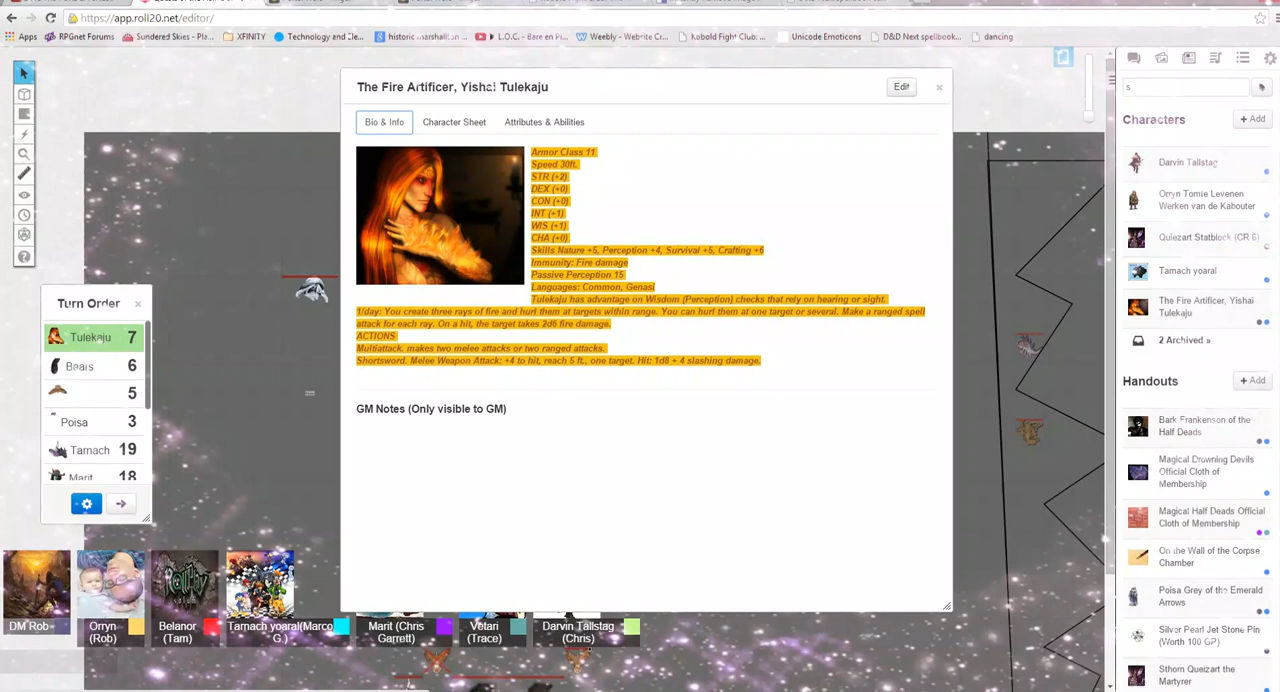 https://app.roll20.net/editor/
Apps
RPGnet Forums
Sundered Skies - Pla...
XFINITY
Technology and Ele...
historic marshallton ...
L.O.C. - Bare en Pi...
Weebly - Website Cr...
Kobold Fight Club: ...
Unicode Emoticons
D&D Next spellbook...
dancing
The Fire Artificer, Yishai Tulekaju
Edit
Bio & Info
Character Sheet
Attributes & Abilities
Armor Class 11
Speed 30ft.
STR (+2)
DEX (+0)
CON (+0)
INT (+1)
WIS (+1)
CHA (+0)
Skills Nature +5, Perception +4, Survival +5, Crafting +6
Immunity: Fire damage
Passive Perception 15
Languages: Common, Genasi
Tulekaju has advantage on Wisdom (Perception) checks that rely on hearing or sight.
1/day: You create three rays of fire and hurl them at targets within range. You can hurl them at one target or several. Make a ranged spell
attack for each ray. On a hit, the target takes 2d6 fire damage.
ACTIONS
Multiattack. makes two melee attacks or two ranged attacks.
Shortsword. Melee Weapon Attack: +4 to hit, reach 5 ft., one target. Hit: 1d8 + 4 slashing damage.
GM Notes (Only visible to GM)
Turn Order
Tulekaju 7
Bears 6
5
Poisa 3
Tarnach 19
Marit 18
DM Rob
Orryn
(Rob)
Belanor
(Tam)
Tarnach yoaral(Marco
G.)
Marit (Chris
Garrett)
Vetari
(Trace)
Darvin Tallstag
(Chris)
s
Characters
+ Add
Darvin Tallstag
Orryn Tomte Levenen
Werken van de Kabouter
Qulezart Statblock (CR 6)
Tarnach yoaral
The Fire Artificer, Yishai
Tulekaju
2 Archived »
Handouts
+ Add
Bark Frankenson of the
Half Deads
Magical Drowning Devils
Official Cloth of
Membership
Magical Half Deads Official
Cloth of Membership
On the Wall of the Corpse
Chamber
Poisa Grey of the Emerald
Arrows
Silver Pearl Jet Stone Pin
(Worth 100 GP)
Sthorn Queizart the
Martyrer